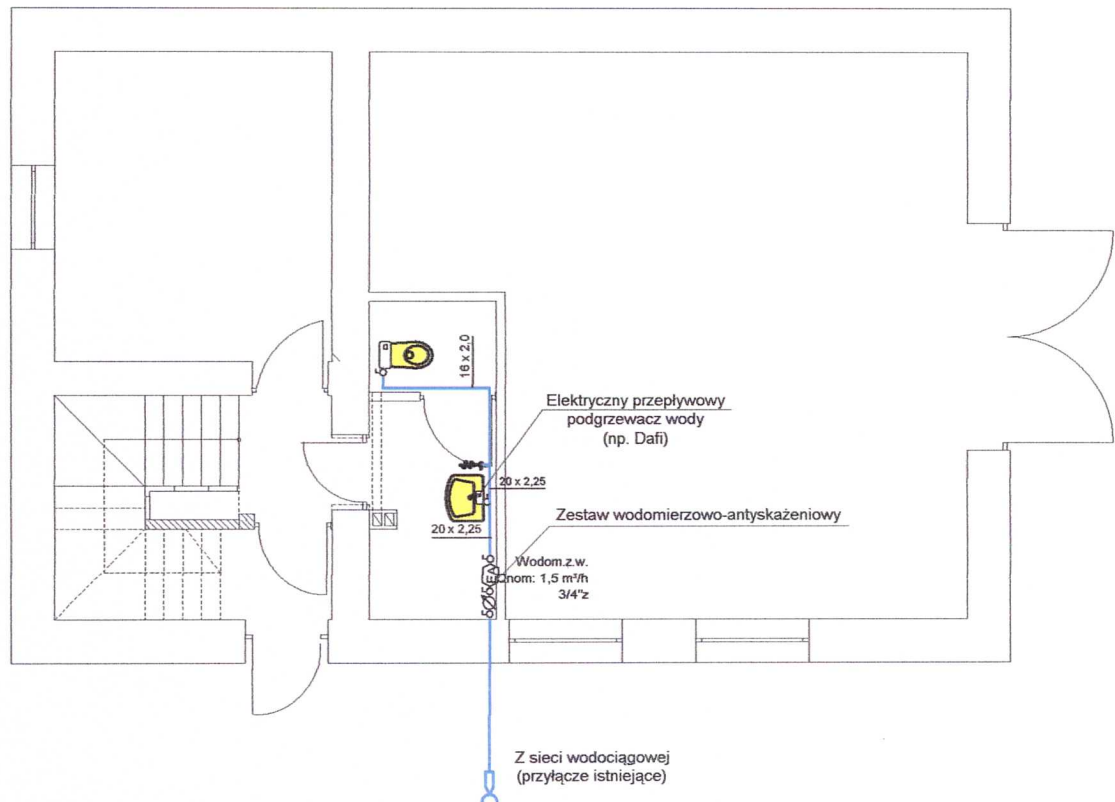 16 x 2,0
Elektryczny przepływowy
podgrzewacz wody
(np. Dafi)
20 x 2,25
Zestaw wodomierzowo-antyskażeniowy
20 x 2,25
Wodom.z.w.
Qnom: 1,5 m³/h
3/4"z
EA
Z sieci wodociągowej
(przyłącze istniejące)